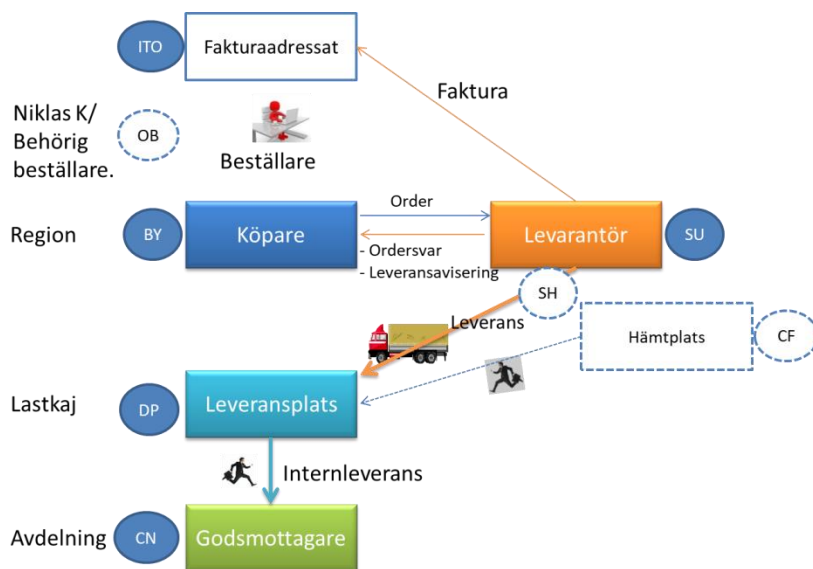 ITO
Fakturaadressat
Faktura
Niklas K/
Behörig
beställare.
OB
Beställare
Order
Region
BY
Köpare
Levarantör
SU
- Ordersvar
- Leveransavisering
SH
Leverans
Hämtplats
CF
Lastkaj
DP
Leveransplats
Internleverans
Avdelning
CN
Godsmottagare